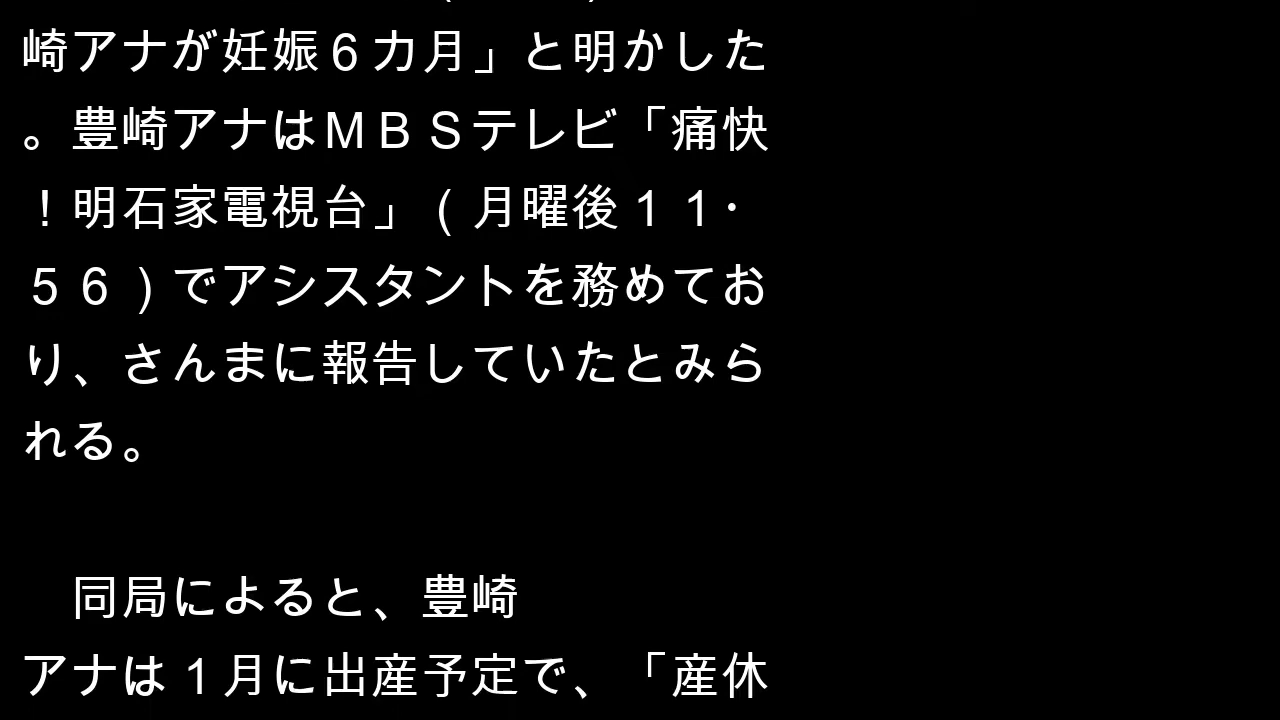 崎アナが妊娠６カ月」と明かした
。豊崎アナはＭＢＳテレビ「痛快
！明石家電視台」（月曜後１１・
５６）でアシスタントを務めてお
り、さんまに報告していたとみら
れる。
　同局によると、豊崎
アナは１月に出産予定で、「産休